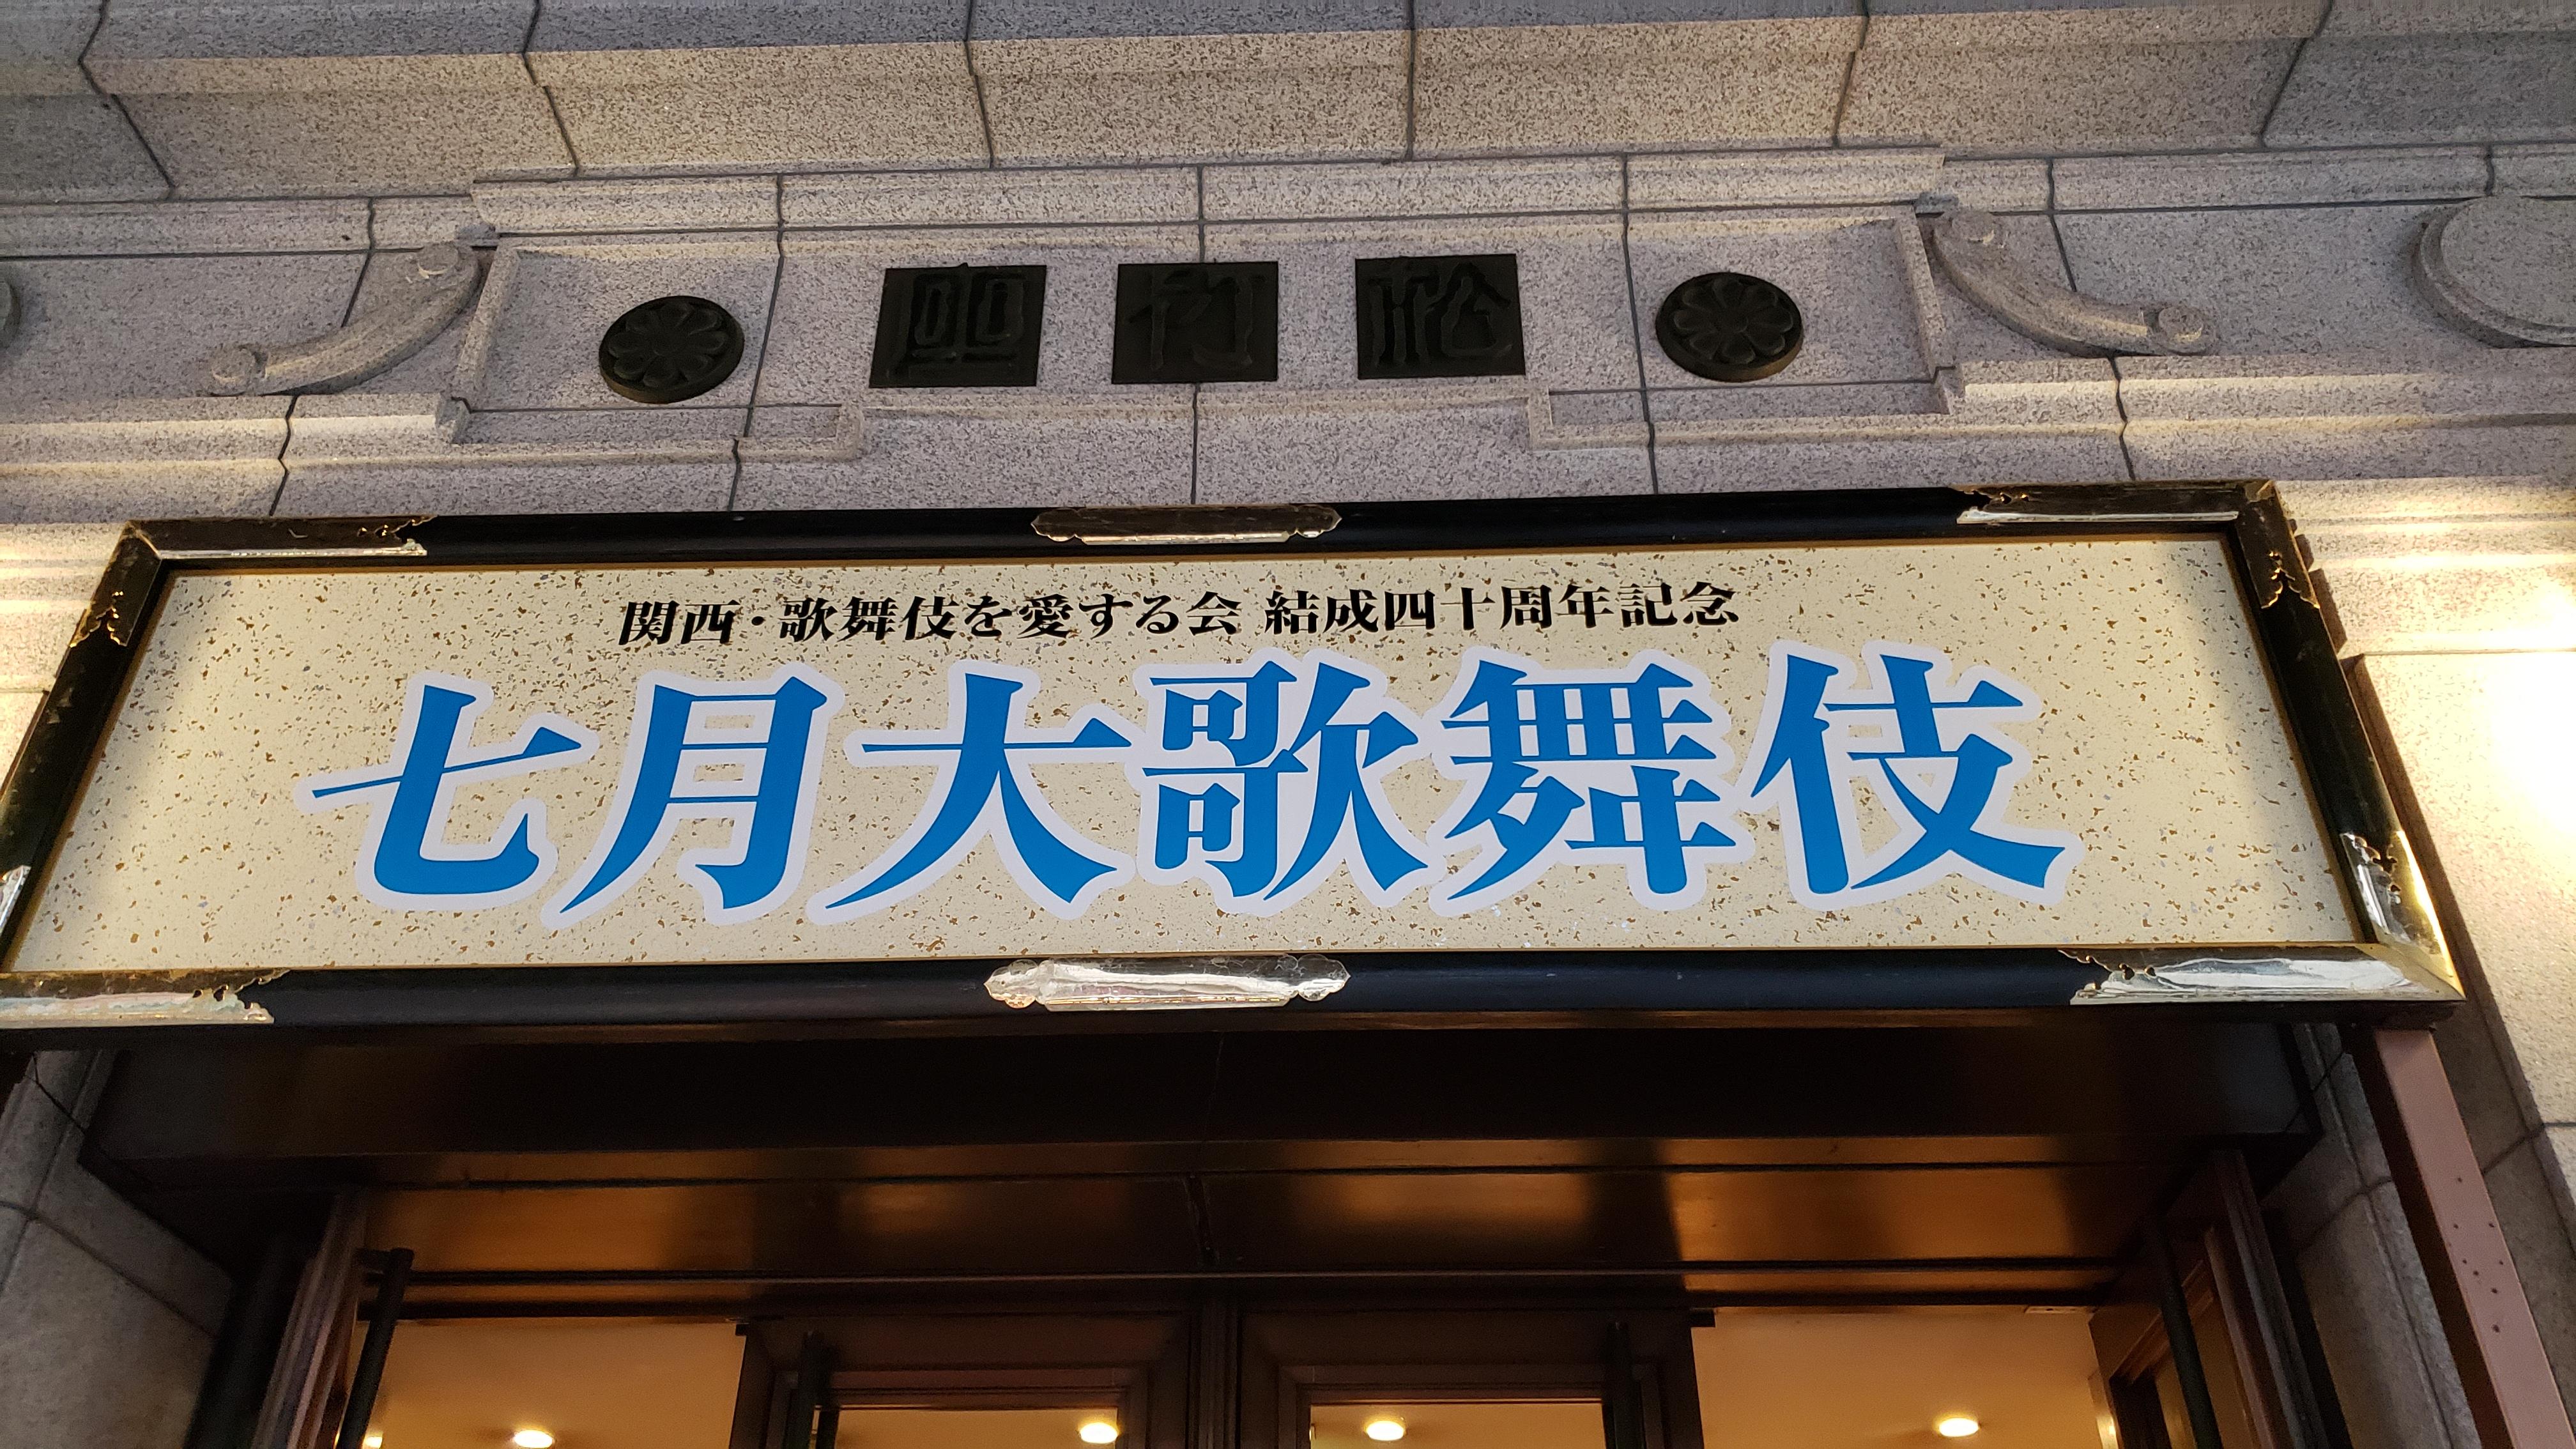 座竹松
関西・歌舞伎を愛する会 結成四十周年記念
七月大歌舞伎